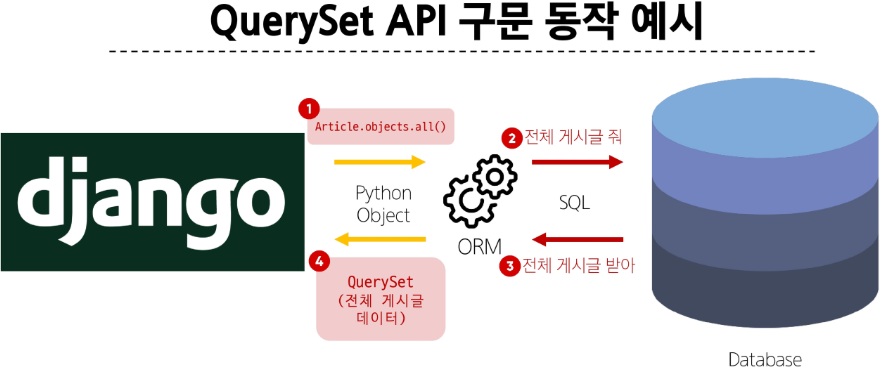 QuerySet API 구문 동작 예시
1
Article.objects.all()
2 전체 게시글 줘
django
Python
Object
ORM
SQL
3 전체 게시글 받아
4
QuerySet
(전체 게시글
데이터)
Database